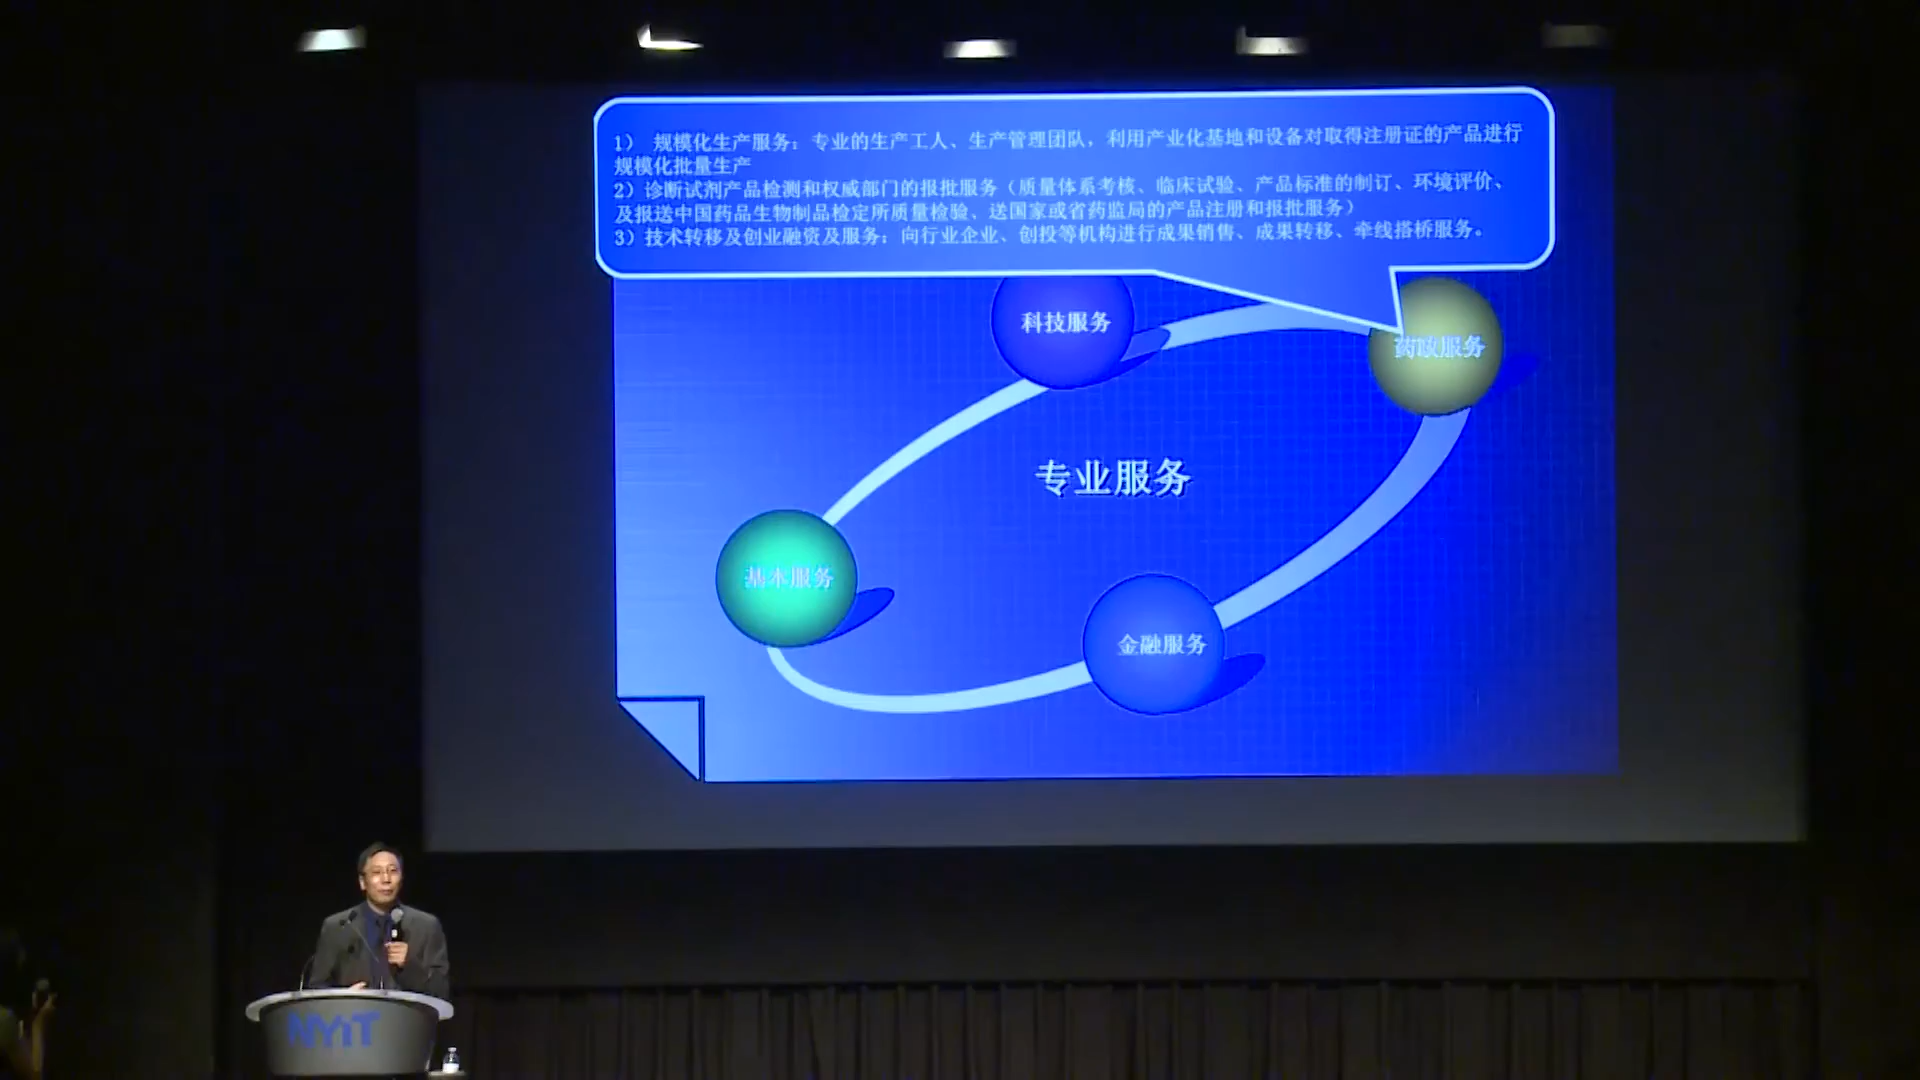 1） 规模化生产服务：专业的生产工人、生产管理团队，利用产业化基地和设备对取得注册证的产品进行
规模化批量生产
2）诊断试剂产品检测和权威部门的报批服务（质量体系考核、临床试验、产品标准的制订、环境评价、
及报送中国药品生物制品检定所质量检验、送国家或省药监局的产品注册和报批服务）
3）技术转移及创业融资及服务：向行业企业、创投等机构进行成果销售、成果转移、牵线搭桥服务。
科技服务
服务
专业服务
基本服务
金融服务
NYIT